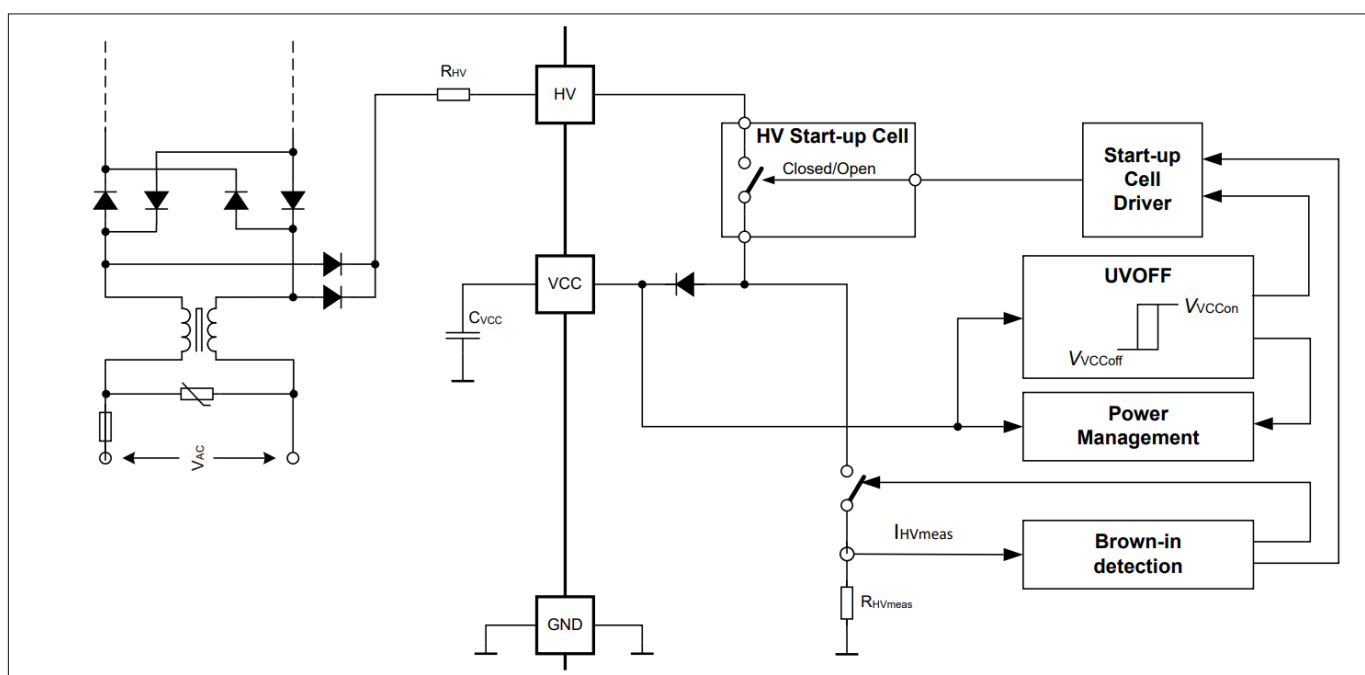 RHV
HV
HV Start-up Cell
Closed/Open
Start-up
Cell
Driver
VCC
CVCC
UVOFF
VVCCon
VVCCoff
Power
Management
VAC
IHVmeas
Brown-in
detection
RHVmeas
GND